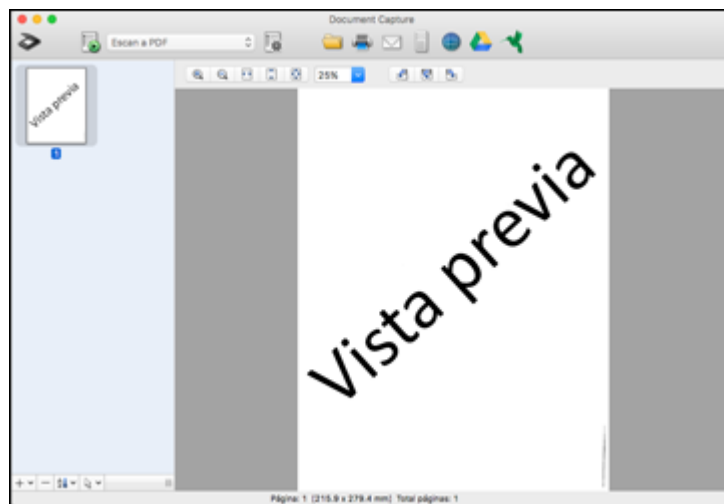 Document Capture
Escan a PDF
25%
Vista previa
1
Vista previa
Página: 1 (215.9 x 279.4 mm) Total páginas: 1